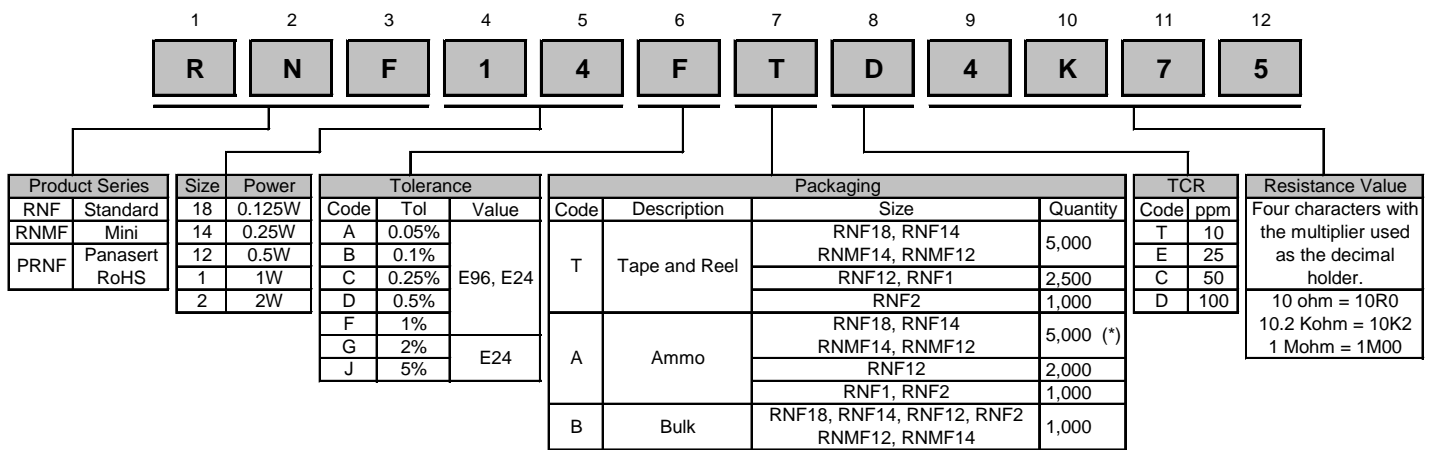 1 2 3 4 5 6 7 8 9 10 11 12
R N F 1 4 F T D 4 K 7 5
Product Series
RNF Standard
RNMF Mini
PRNF Panasert
RoHS
Size Power
18 0.125W
14 0.25W
12 0.5W
1 1W
2 2W
Tolerance
Code Tol Value
A 0.05%
B 0.1%
C 0.25% E96, E24
D 0.5%
F 1%
G 2% E24
J 5%
Packaging
Code Description Size Quantity
T Tape and Reel RNF18, RNF14
RNMF14, RNMF12 5,000
RNF12, RNF1 2,500
RNF2 1,000
A Ammo RNF18, RNF14
RNMF14, RNMF12 5,000 (*)
RNF12 2,000
RNF1, RNF2 1,000
B Bulk RNF18, RNF14, RNF12, RNF2
RNMF12, RNMF14 1,000
TCR
Code ppm
T 10
E 25
C 50
D 100
Resistance Value
Four characters with
the multiplier used
as the decimal
holder.
10 ohm = 10R0
10.2 Kohm = 10K2
1 Mohm = 1M00